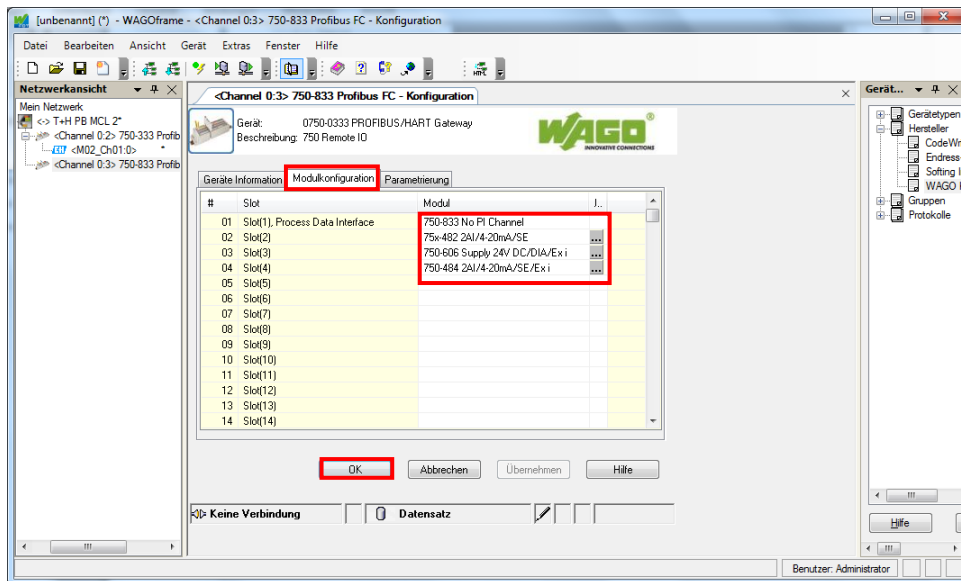 [unbenannt] (*) - WAGOframe - <Channel 0:3> 750-833 Profibus FC - Konfiguration
Datei Bearbeiten Ansicht Gerät Extras Fenster Hilfe
Netzwerkansicht
Mein Netzwerk
<-> T+H PB MCL 2*
<Channel 0:2> 750-333 Profib
<M02_Ch01:0> *
<Channel 0:3> 750-833 Profib
<Channel 0:3> 750-833 Profibus FC - Konfiguration
Gerät: 0750-0333 PROFIBUS/HART Gateway
Beschreibung: 750 Remote IO
WAGO®
INNOVATIVE CONNECTIONS
Geräte Information Modulkonfiguration Parametrierung
# Slot Modul J..
01 Slot(1), Process Data Interface 750-833 No PI Channel
02 Slot(2) 75x-482 2AI/4-20mA/SE ...
03 Slot(3) 750-606 Supply 24V DC/DIA/Ex i ...
04 Slot(4) 750-484 2AI/4-20mA/SE/Ex i ...
05 Slot(5)
06 Slot(6)
07 Slot(7)
08 Slot(8)
09 Slot(9)
10 Slot(10)
11 Slot(11)
12 Slot(12)
13 Slot(13)
14 Slot(14)
OK Abbrechen Übernehmen Hilfe
Keine Verbindung Datensatz
Gerät...
Gerätetypen
Hersteller
CodeWr
Endress
Softing I
WAGO
Gruppen
Protokolle
Hilfe
Benutzer: Administrator